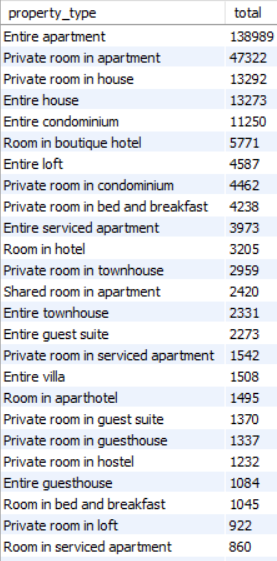 property_type total
Entire apartment 138989
Private room in apartment 47322
Private room in house 13292
Entire house 13273
Entire condominium 11250
Room in boutique hotel 5771
Entire loft 4587
Private room in condominium 4462
Private room in bed and breakfast 4238
Entire serviced apartment 3973
Room in hotel 3205
Private room in townhouse 2959
Shared room in apartment 2420
Entire townhouse 2331
Entire guest suite 2273
Private room in serviced apartment 1542
Entire villa 1508
Room in aparthotel 1495
Private room in guest suite 1370
Private room in guesthouse 1337
Private room in hostel 1232
Entire guesthouse 1084
Room in bed and breakfast 1045
Private room in loft 922
Room in serviced apartment 860